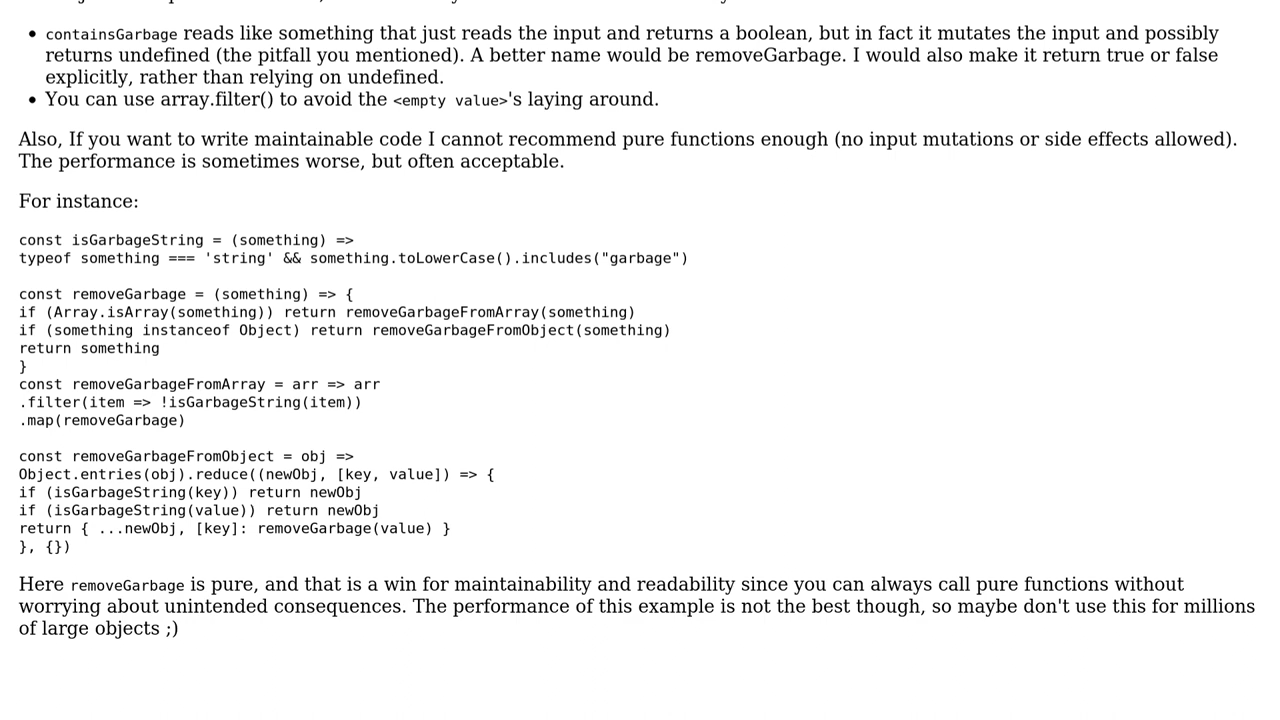 containsGarbage reads like something that just reads the input and returns a boolean, but in fact it mutates the input and possibly
returns undefined (the pitfall you mentioned). A better name would be removeGarbage. I would also make it return true or false
explicitly, rather than relying on undefined.
You can use array.filter() to avoid the <empty value>'s laying around.
Also, If you want to write maintainable code I cannot recommend pure functions enough (no input mutations or side effects allowed).
The performance is sometimes worse, but often acceptable.
For instance:
const isGarbageString = (something) =>
typeof something === 'string' && something.toLowerCase().includes("garbage")
const removeGarbage = (something) => {
if (Array.isArray(something)) return removeGarbageFromArray(something)
if (something instanceof Object) return removeGarbageFromObject(something)
return something
}
const removeGarbageFromArray = arr => arr
.filter(item => !isGarbageString(item))
.map(removeGarbage)
const removeGarbageFromObject = obj =>
Object.entries(obj).reduce((newObj, [key, value]) => {
if (isGarbageString(key)) return newObj
if (isGarbageString(value)) return newObj
return { ...newObj, [key]: removeGarbage(value) }
}, {})
Here removeGarbage is pure, and that is a win for maintainability and readability since you can always call pure functions without
worrying about unintended consequences. The performance of this example is not the best though, so maybe don't use this for millions
of large objects ;)